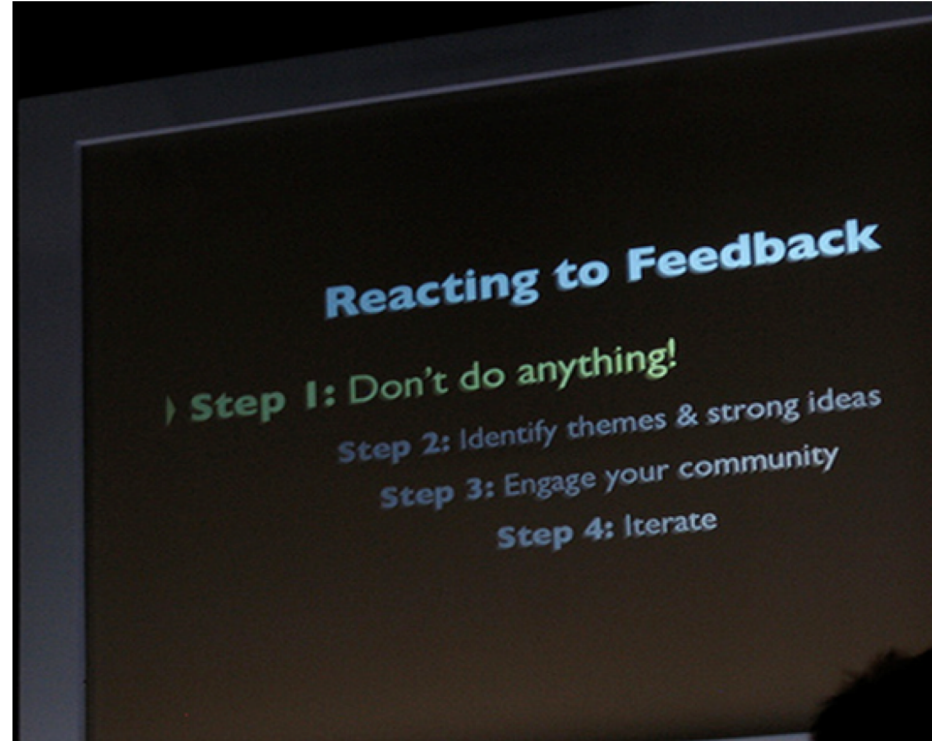 Reacting to Feedback
Step 1: Don't do anything!
Step 2: Identify themes & strong ideas
Step 3: Engage your community
Step 4: Iterate